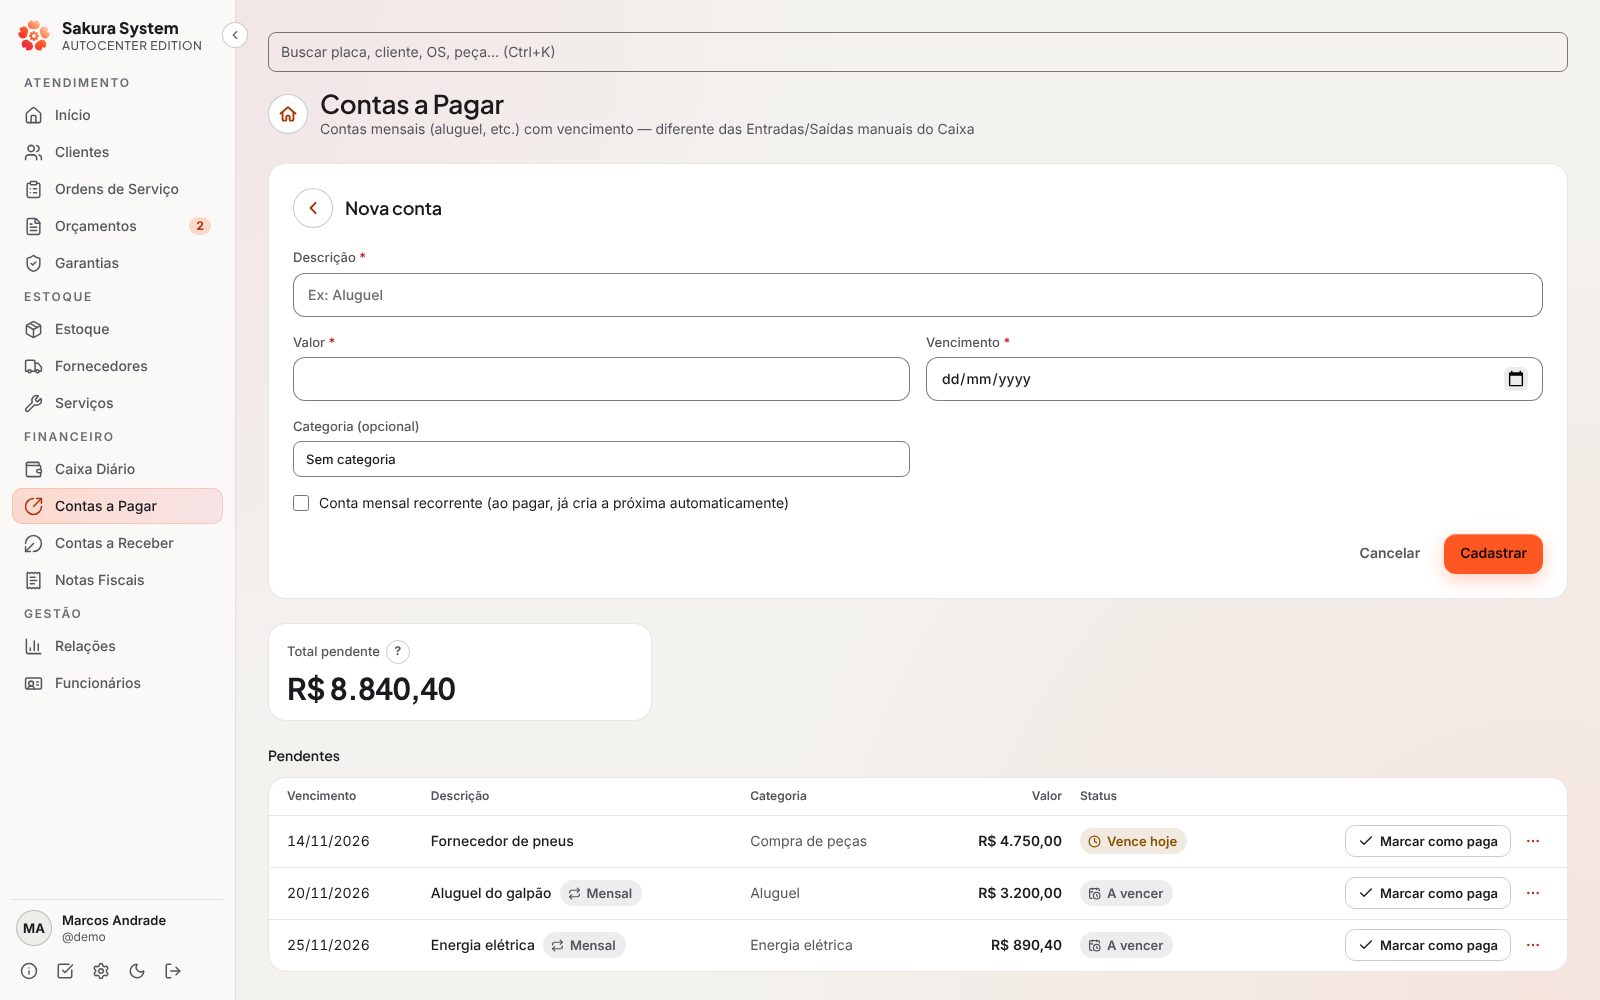 Sakura System
AUTOCENTER EDITION
ATENDIMENTO
Início
Clientes
Ordens de Serviço
Orçamentos 2
Garantias
ESTOQUE
Estoque
Fornecedores
Serviços
FINANCEIRO
Caixa Diário
Contas a Pagar
Contas a Receber
Notas Fiscais
GESTÃO
Relações
Funcionários
MA
Marcos Andrade
@demo
Buscar placa, cliente, OS, peça... (Ctrl+K)
Contas a Pagar
Contas mensais (aluguel, etc.) com vencimento — diferente das Entradas/Saídas manuais do Caixa
Nova conta
Descrição *
Ex: Aluguel
Valor * Vencimento *
dd/mm/yyyy
Categoria (opcional)
Sem categoria
Conta mensal recorrente (ao pagar, já cria a próxima automaticamente)
Cancelar Cadastrar
Total pendente ?
R$ 8.840,40
Pendentes
Vencimento Descrição Categoria Valor Status
14/11/2026 Fornecedor de pneus Compra de peças R$ 4.750,00 Vence hoje Marcar como paga ...
20/11/2026 Aluguel do galpão Mensal Aluguel R$ 3.200,00 A vencer Marcar como paga ...
25/11/2026 Energia elétrica Mensal Energia elétrica R$ 890,40 A vencer Marcar como paga ...